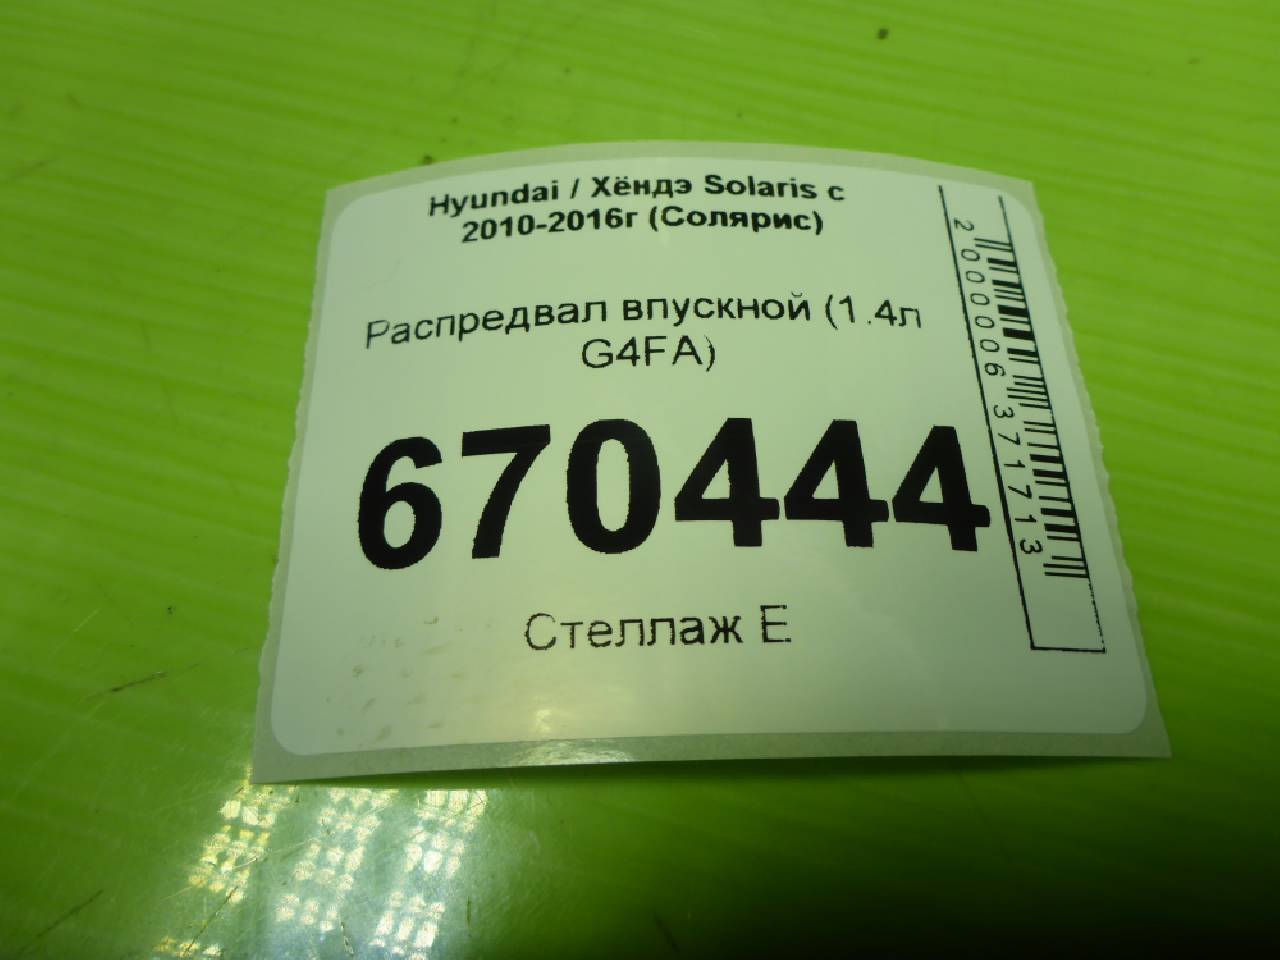 Hyundai / Хёндэ Solaris с
2010-2016г (Солярис)
Распредвал впускной (1.4л
G4FA)
670444
Стеллаж Е
2000006371713